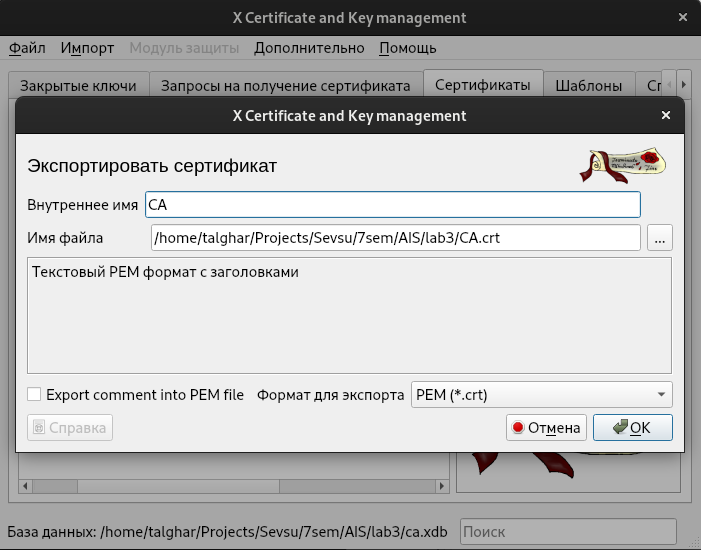 X Certificate and Key management
Файл Импорт Модуль защиты Дополнительно Помощь
Закрытые ключи Запросы на получение сертификата Сертификаты Шаблоны
X Certificate and Key management
Экспортировать сертификат
Внутреннее имя CA
Имя файла /home/talghar/Projects/Sevsu/7sem/AIS/lab3/CA.crt ...
Текстовый PEM формат с заголовками
Export comment into PEM file Формат для экспорта PEM (*.crt)
Справка Отмена OK
База данных: /home/talghar/Projects/Sevsu/7sem/AIS/lab3/ca.xdb Поиск